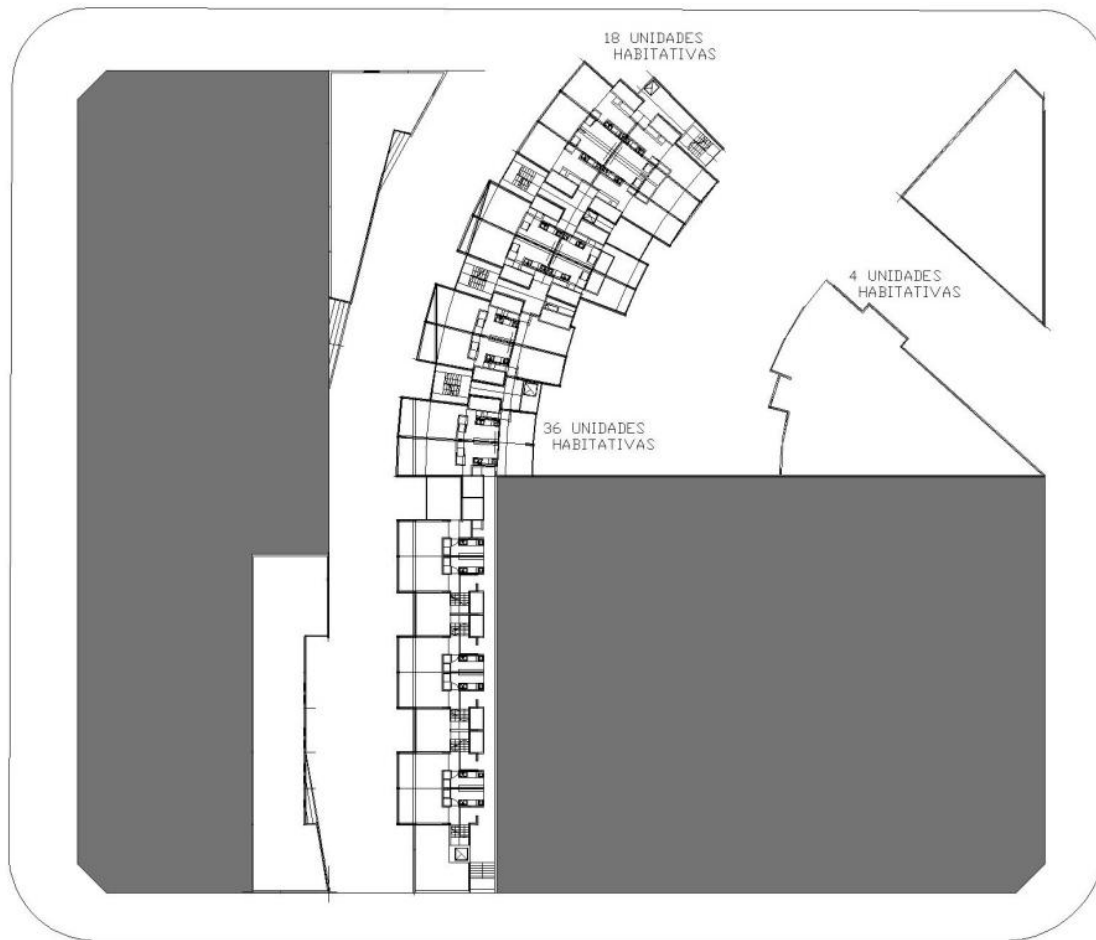 18 UNIDADES
HABITATIVAS
4 UNIDADES
HABITATIVAS
36 UNIDADES
HABITATIVAS